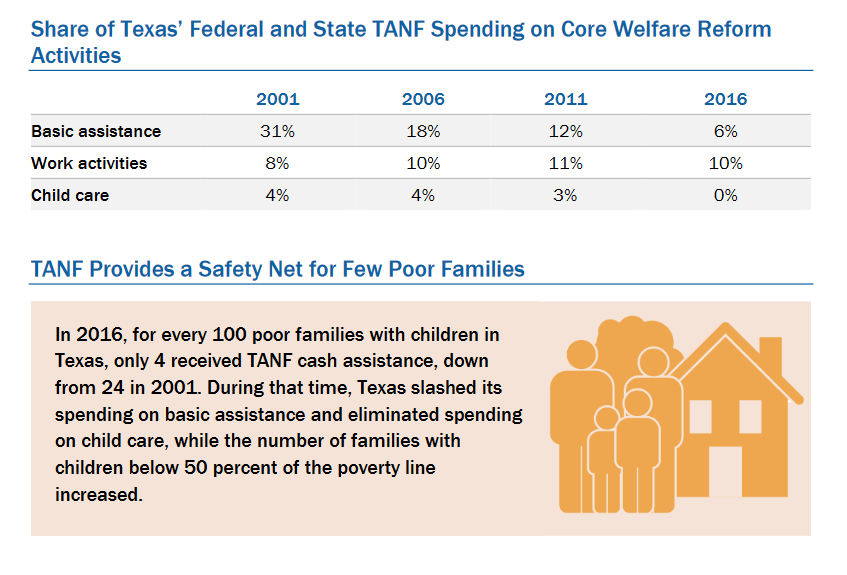 Share of Texas' Federal and State TANF Spending on Core Welfare Reform
Activities
2001 2006 2011 2016
Basic assistance 31% 18% 12% 6%
Work activities 8% 10% 11% 10%
Child care 4% 4% 3% 0%
TANF Provides a Safety Net for Few Poor Families
In 2016, for every 100 poor families with children in
Texas, only 4 received TANF cash assistance, down
from 24 in 2001. During that time, Texas slashed its
spending on basic assistance and eliminated spending
on child care, while the number of families with
children below 50 percent of the poverty line
increased.